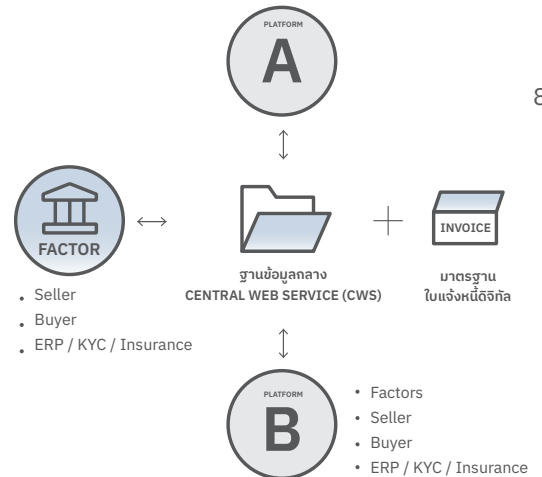 PLATFORM
A
8
FACTOR
INVOICE
ฐานข้อมูลกลาง
CENTRAL WEB SERVICE (CWS)
มาตรฐาน
ใบแจ้งหนี้ดิจิทัล
• Seller
• Buyer
• ERP / KYC / Insurance
PLATFORM
B
• Factors
• Seller
• Buyer
• ERP / KYC / Insurance